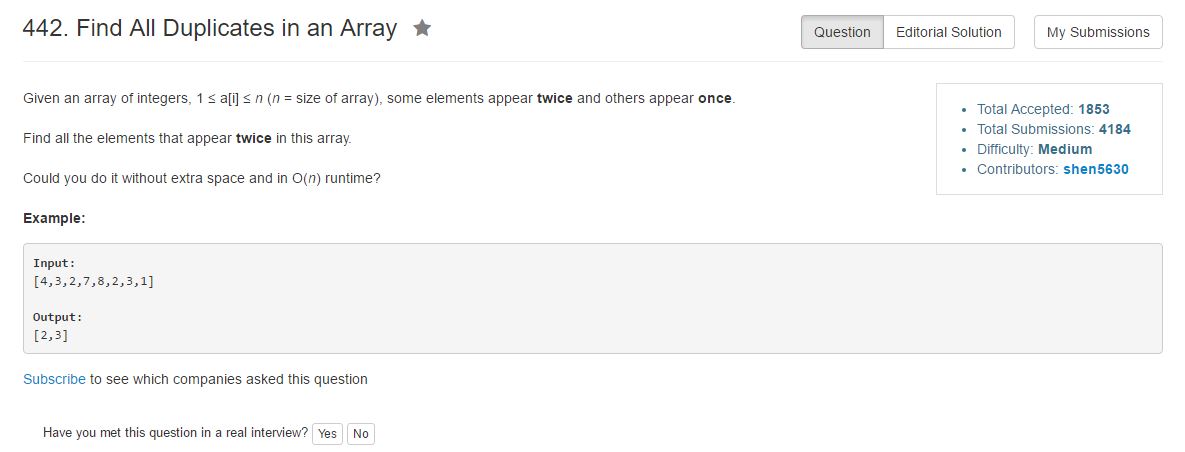 442. Find All Duplicates in an Array
Question
Editorial Solution
My Submissions
Given an array of integers, 1 ≤ a[i] ≤ n (n = size of array), some elements appear twice and others appear once.
Find all the elements that appear twice in this array.
Could you do it without extra space and in O(n) runtime?
Example:
Input:
[4,3,2,7,8,2,3,1]
Output:
[2,3]
Subscribe to see which companies asked this question
Have you met this question in a real interview? Yes No
Total Accepted: 1853
Total Submissions: 4184
Difficulty: Medium
Contributors: shen5630